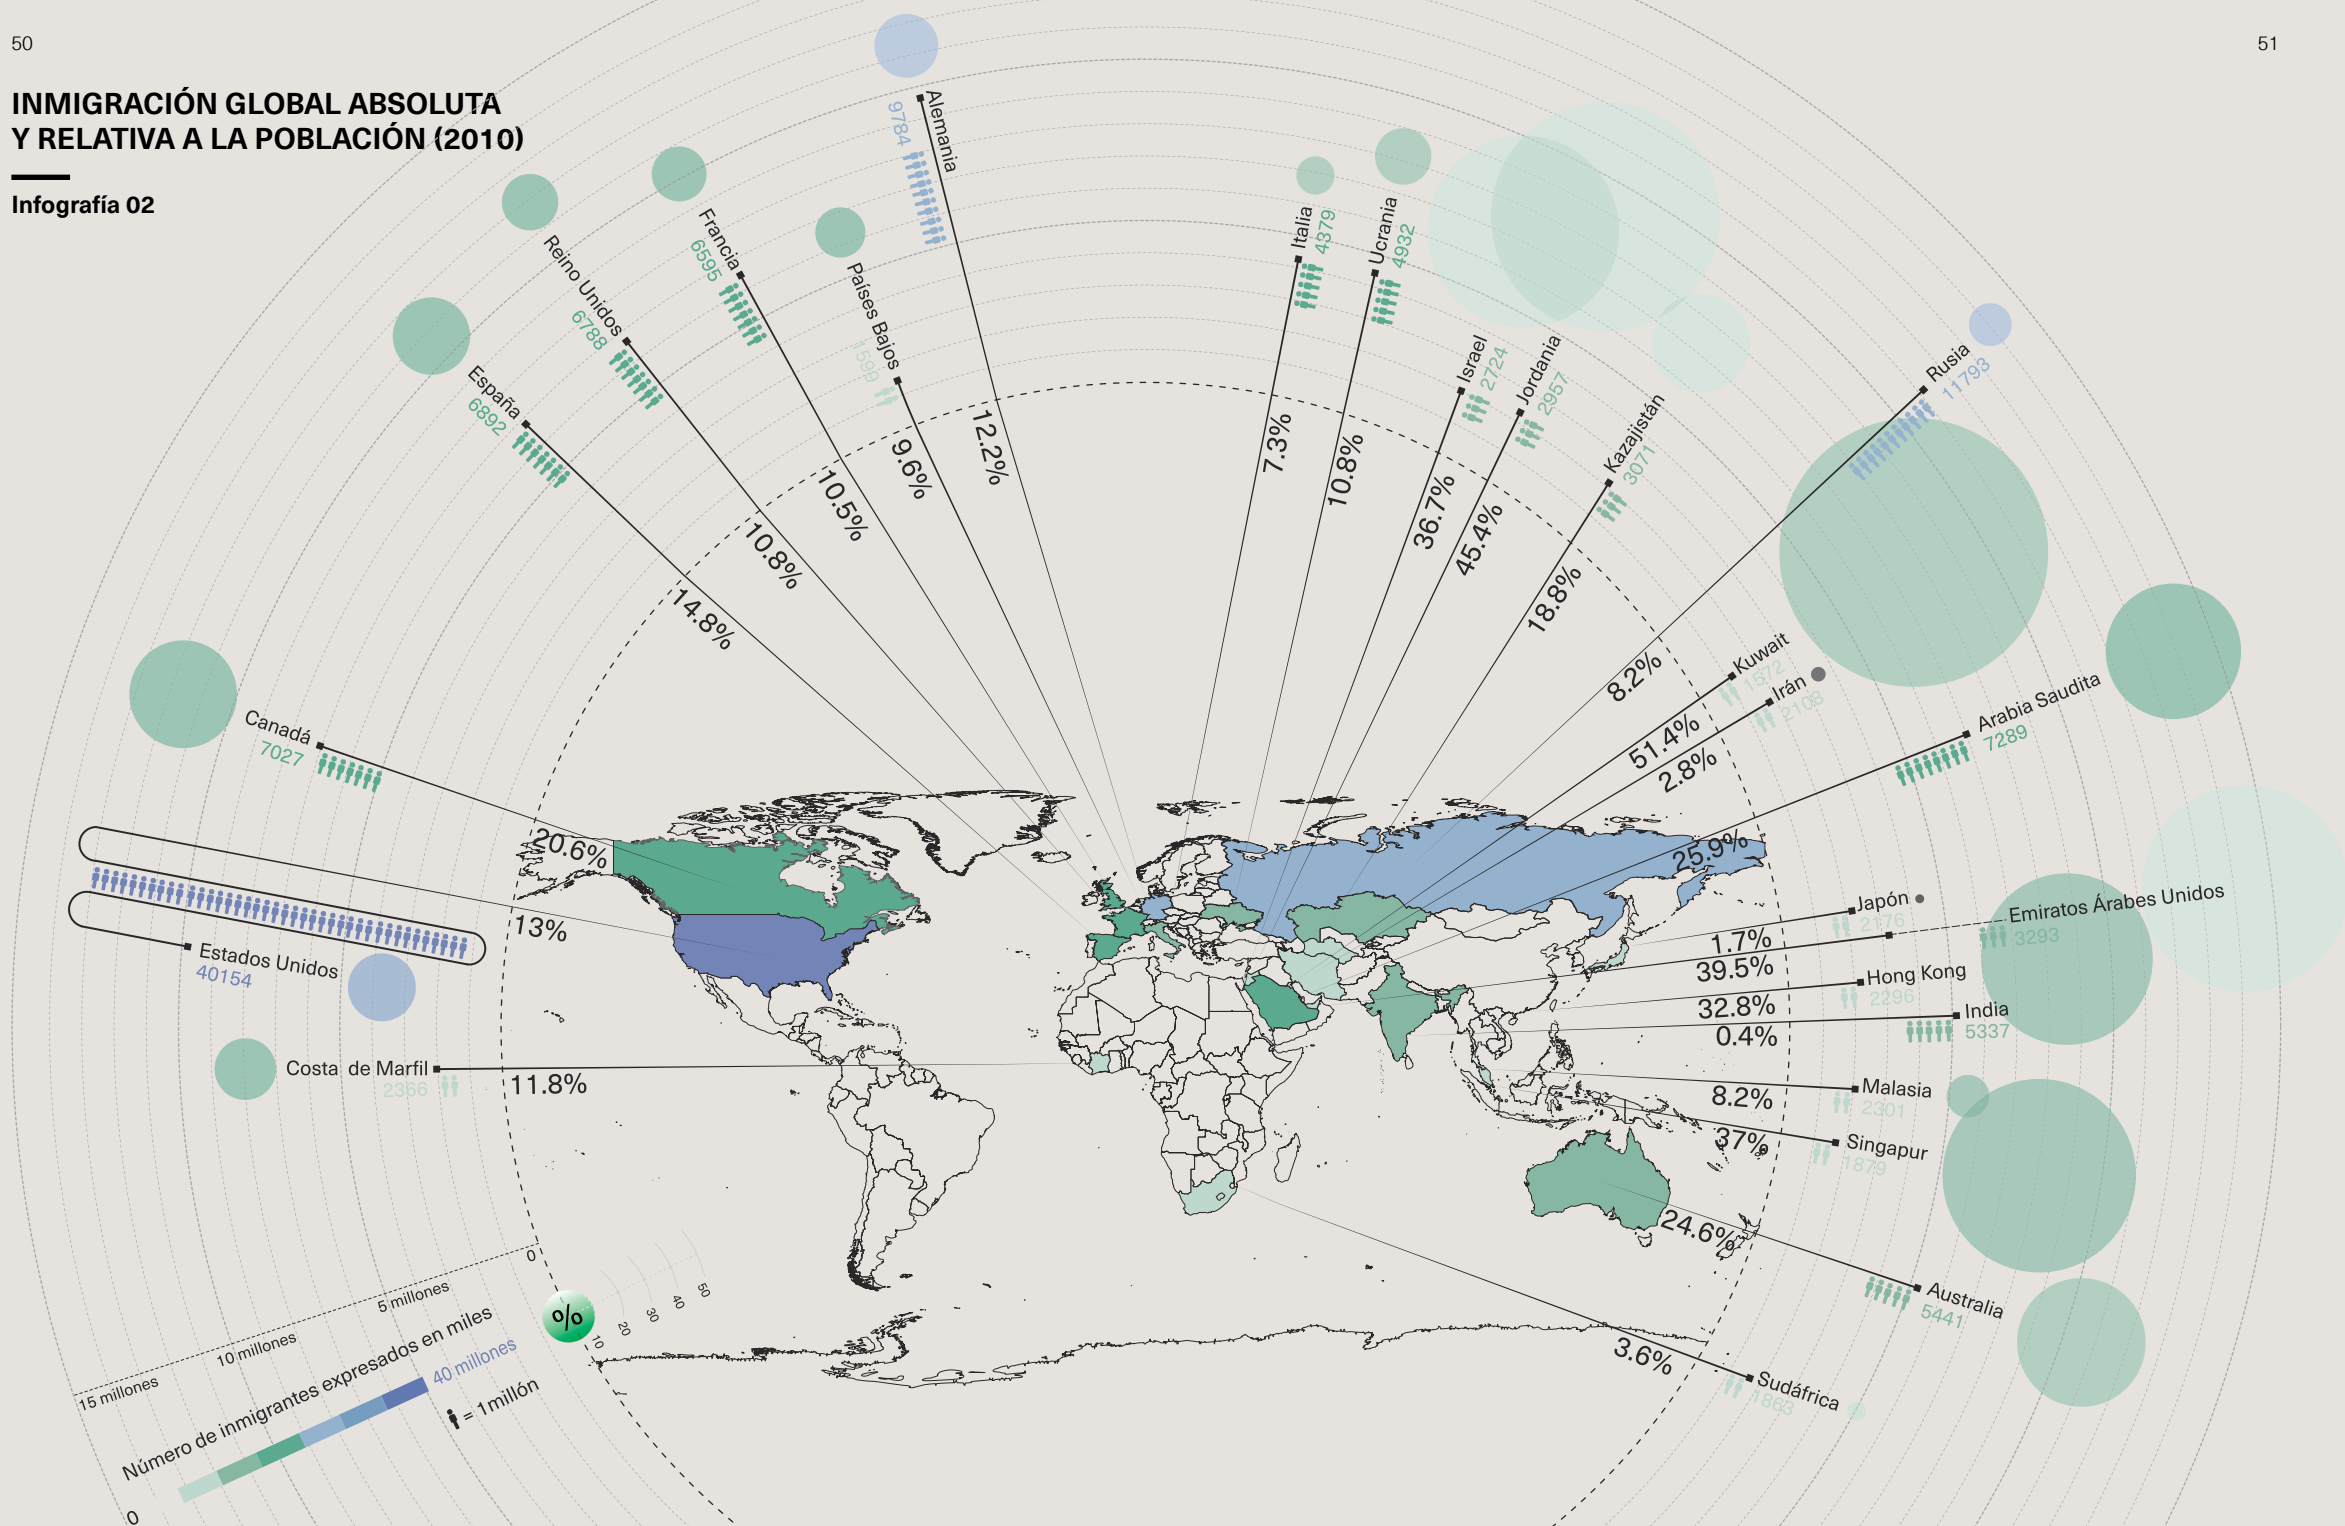 50
51
INMIGRACIÓN GLOBAL ABSOLUTA
Y RELATIVA A LA POBLACIÓN (2010)
Infografía 02
Alemania
9784
12.2%
Países Bajos
1599
9.6%
Francia
6595
10.5%
Reino Unidos
6788
10.8%
España
6892
14.8%
Canadá
7027
20.6%
Estados Unidos
40154
13%
Costa de Marfil
2366
11.8%
Italia
4379
7.3%
Ucrania
4932
10.8%
Israel
2724
36.7%
Jordania
2957
45.4%
Kazajistán
3071
18.8%
Rusia
11793
8.2%
Kuwait
1572
51.4%
Irán
2108
2.8%
Arabia Saudita
7289
25.9%
Japón
2176
1.7%
Emiratos Árabes Unidos
3293
39.5%
Hong Kong
2296
32.8%
India
5337
0.4%
Malasia
2301
8.2%
Singapur
1879
37%
Australia
5441
24.6%
Sudáfrica
1863
3.6%
0
5 millones
10 millones
15 millones
%
10
20
30
40
50
Número de inmigrantes expresados en miles
0
40 millones
= 1millón